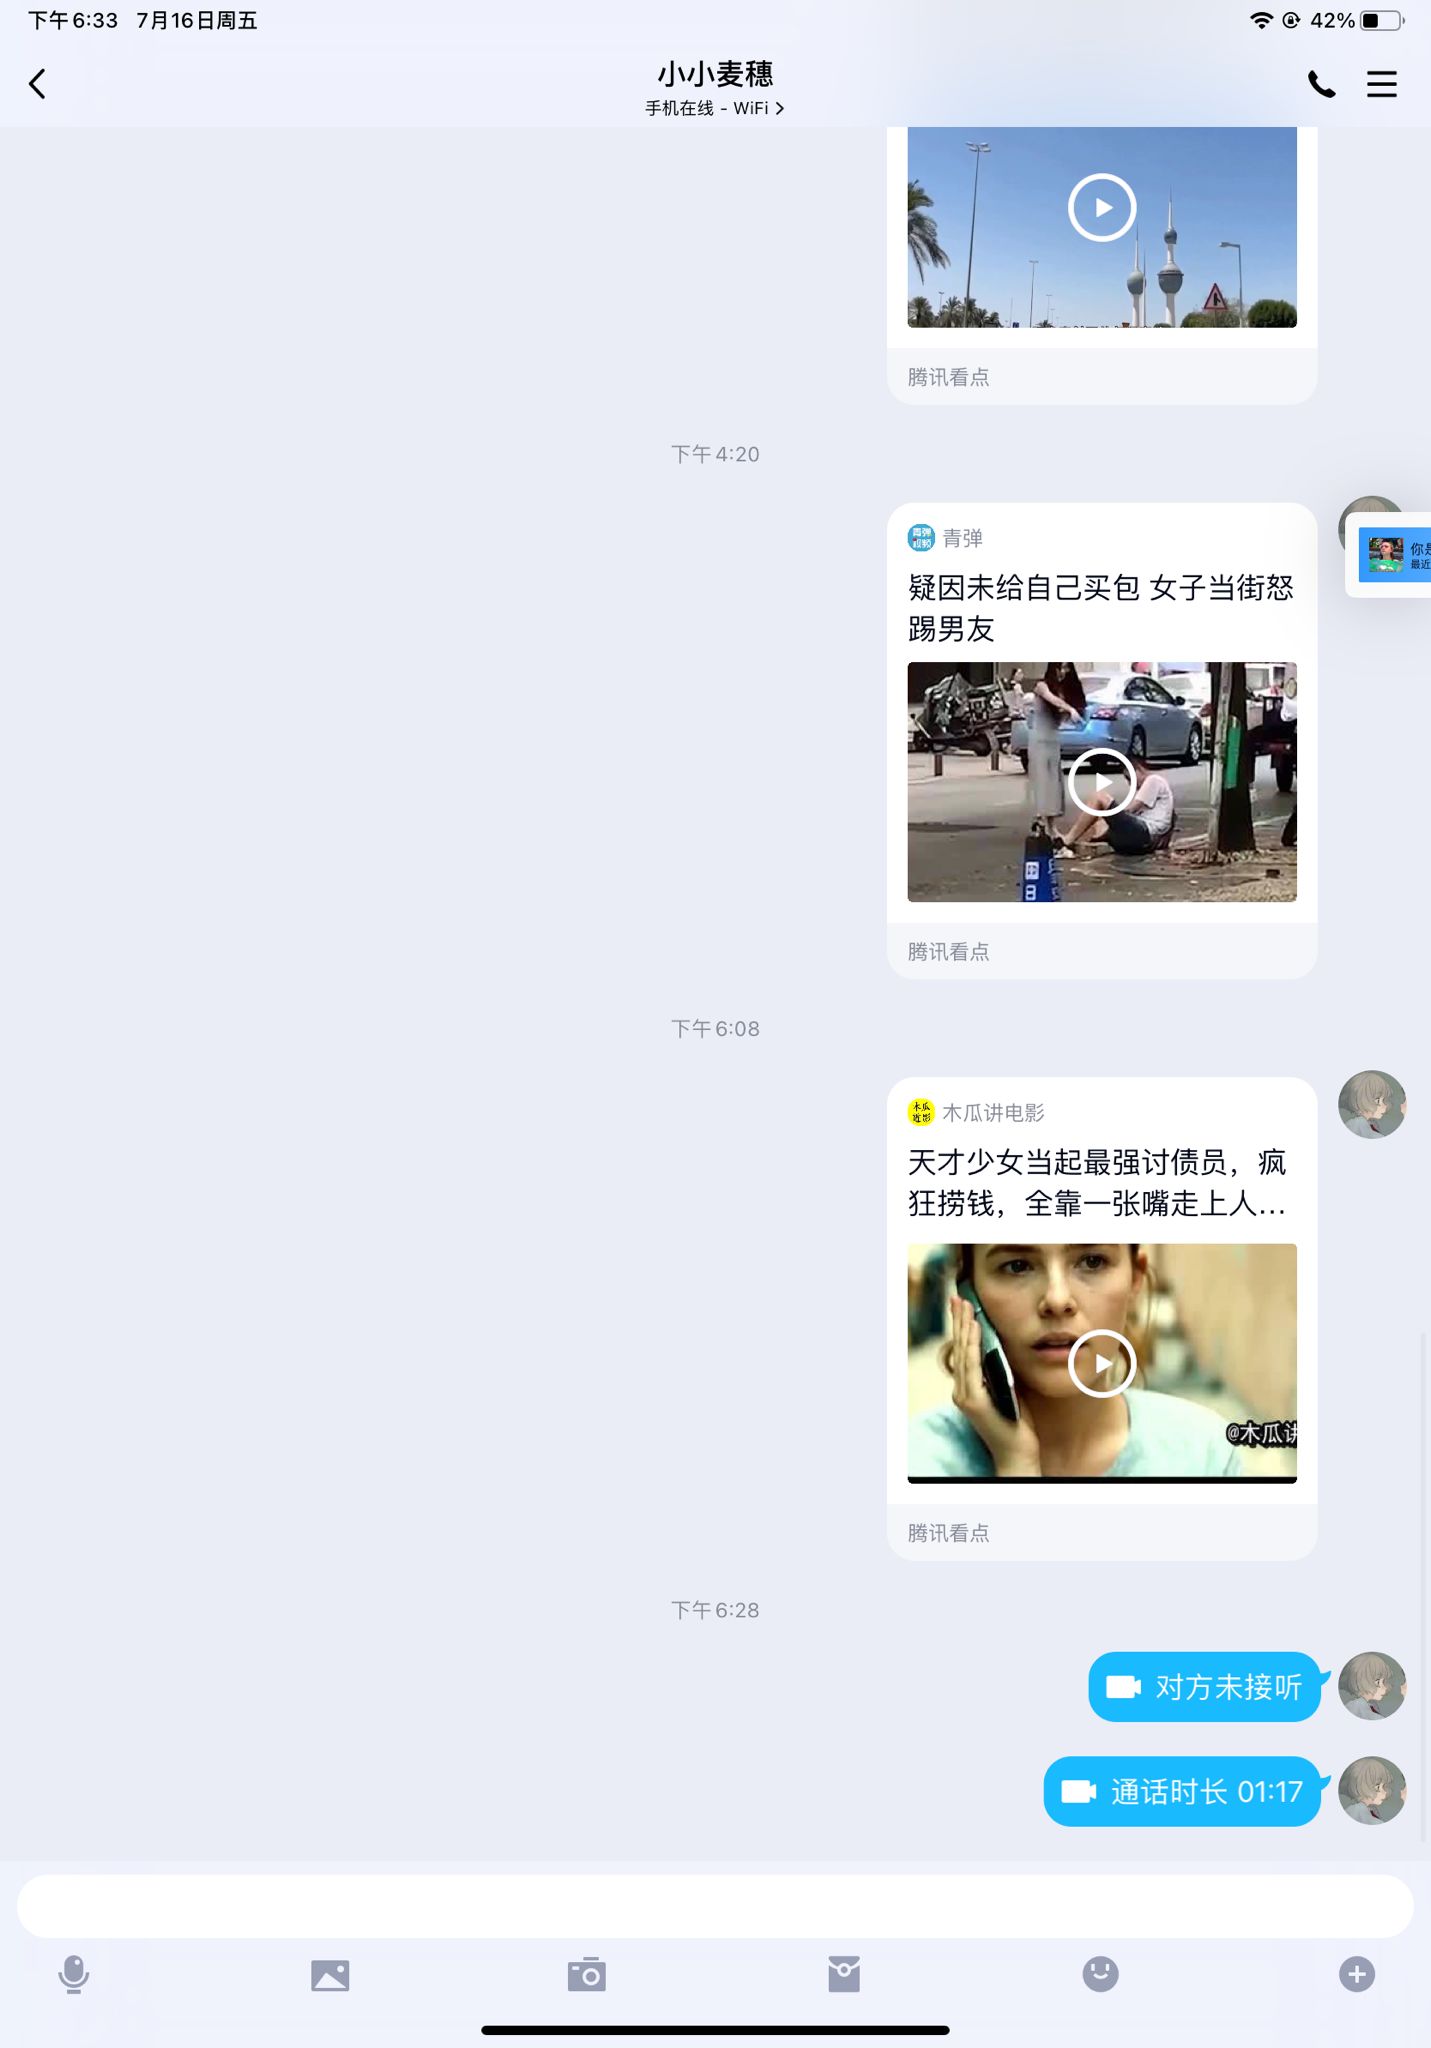 下午6:33 7月16日周五
42%
小小麦穗
手机在线 - WiFi
腾讯看点
下午4:20
青弹
你是
最近
疑因未给自己买包 女子当街怒
踢男友
腾讯看点
下午6:08
木瓜讲电影
天才少女当起最强讨债员，疯
狂捞钱，全靠一张嘴走上人...
@木瓜讲
腾讯看点
下午6:28
对方未接听
通话时长 01:17